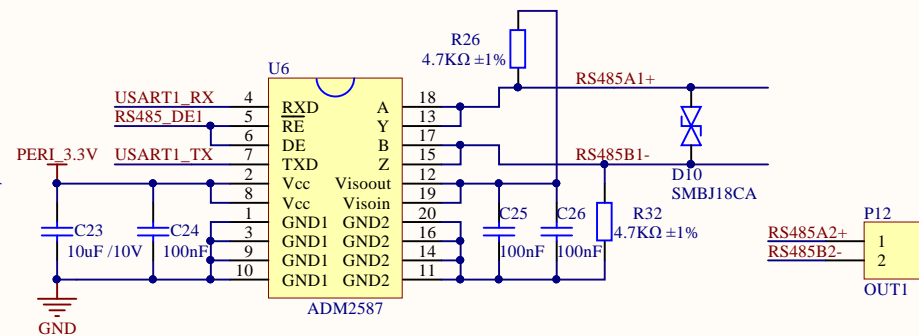 R26
4.7KΩ ±1%
U6
RS485A1+
USART1_RX
4
RXD
A
18
RS485_DE1
5
RE
Y
13
6
DE
B
17
USART1_TX
7
TXD
Z
15
RS485B1-
PERI_3.3V
2
Vcc
Visoout
12
D10
SMBJ18CA
8
Vcc
Visoin
19
1
GND1
GND2
20
C23
C24
C25
C26
R32
P12
3
GND1
GND2
16
10uF /10V
100nF
100nF
100nF
4.7KΩ ±1%
RS485A2+
1
9
GND1
GND2
14
RS485B2-
2
10
GND1
GND2
11
OUT1
ADM2587
GND